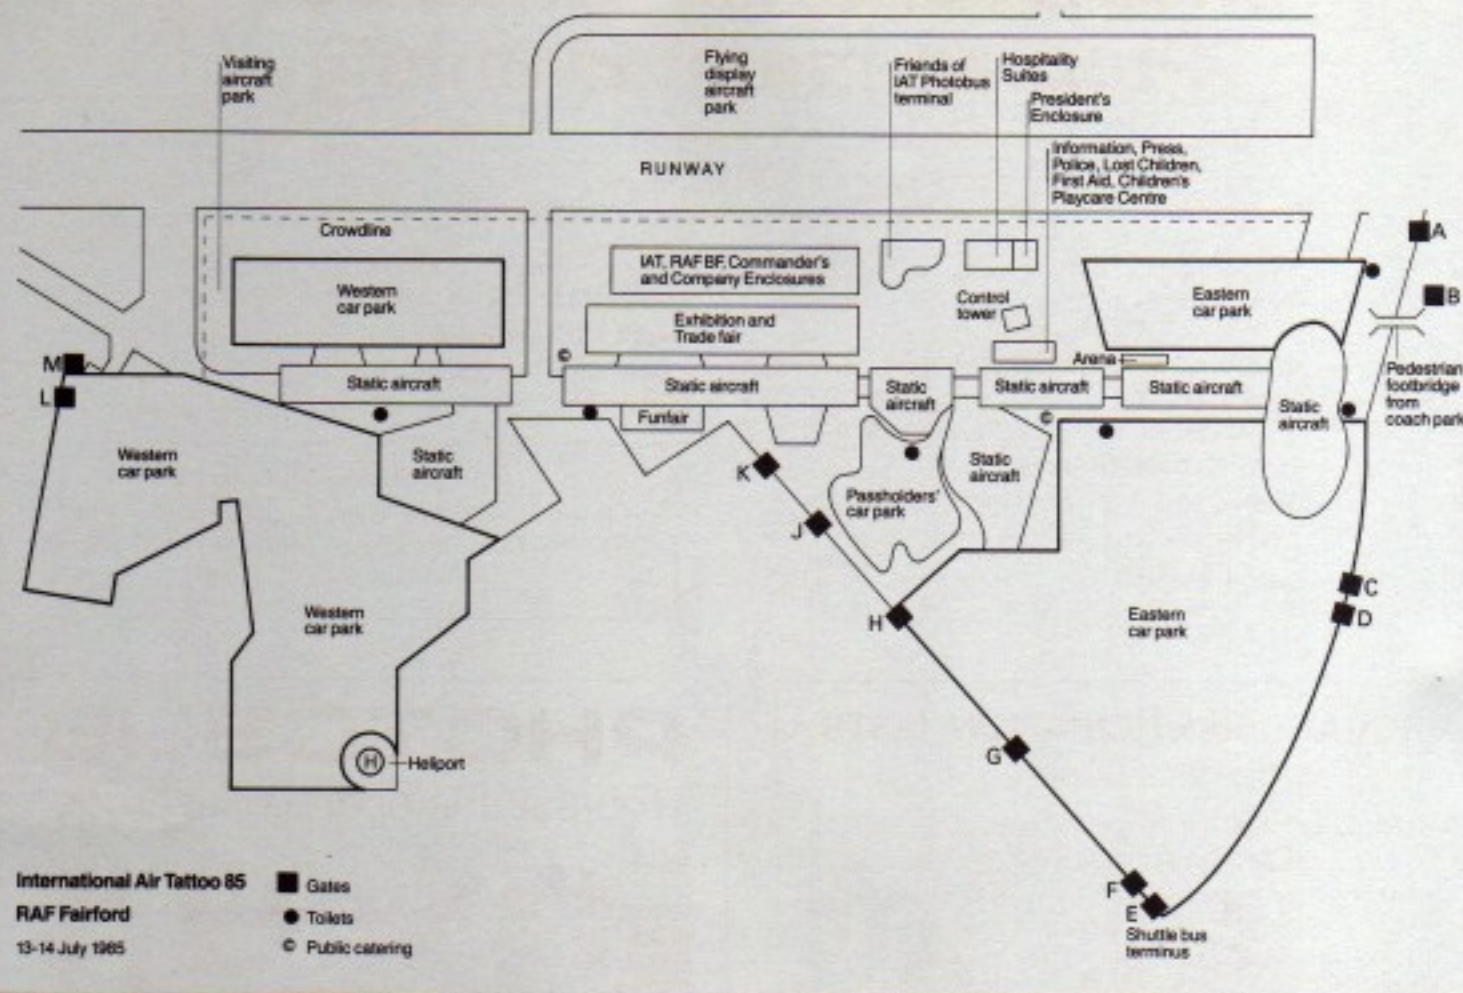 Visiting
aircraft
park
Flying
display
aircraft
park
Friends of
IAT Photobus
terminal
Hospitality
Suites
President's
Enclosure
Information, Press,
Police, Lost Children,
First Aid, Children's
Playcare Centre
RUNWAY
Crowdline
Western
car park
IAT, RAF BF, Commander's
and Company Enclosures
Exhibition and
Trade fair
Control
tower
Eastern
car park
A
B
Arena
Pedestrian
footbridge
from
coach park
M
L
Static aircraft
©
Static aircraft
Funfair
Static
aircraft
Static aircraft
©
Static aircraft
Static
aircraft
Western
car park
Static
aircraft
K
J
Passholders'
car park
Static
aircraft
C
D
H
Western
car park
Eastern
car park
G
H
Heliport
F
E
Shuttle bus
terminus
International Air Tattoo 85
RAF Fairford
13-14 July 1985
Gates
Toilets
© Public catering